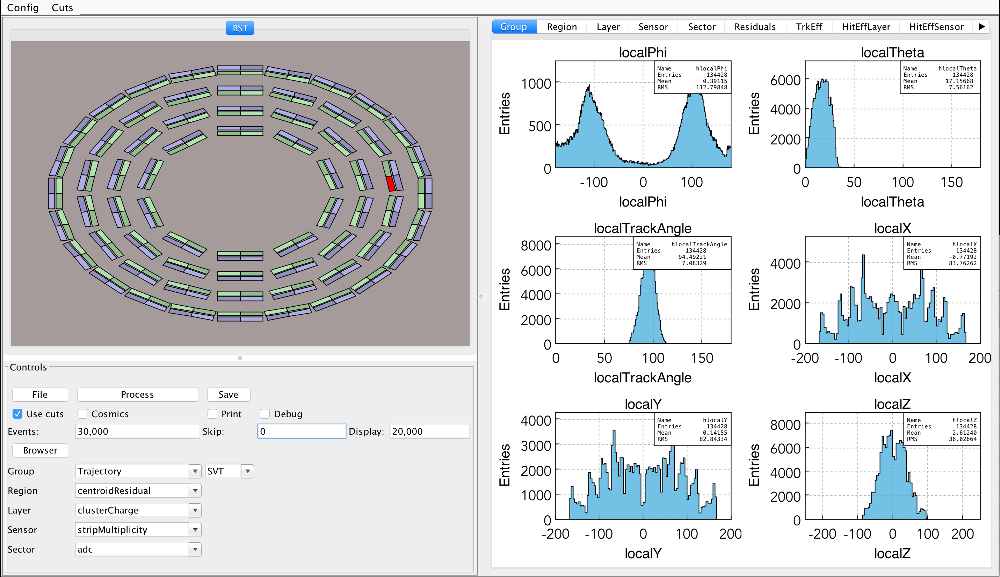 Config Cuts
BST
Group Region Layer Sensor Sector Residuals TrkEff HitEffLayer HitEffSensor
localPhi
Name hlocalPhi
Entries 134428
Mean 0.39115
RMS 112.79848
Entries
1000
500
0
-100 0 100
localPhi
localTheta
Name hlocalTheta
Entries 134428
Mean 17.15668
RMS 7.56162
Entries
6000
4000
2000
0
0 50 100 150
localTheta
localTrackAngle
Name hlocalTrackAngle
Entries 134428
Mean 94.49221
RMS 7.08329
Entries
8000
6000
4000
2000
0
0 50 100 150
localTrackAngle
localX
Name hlocalX
Entries 134428
Mean −0.77192
RMS 83.76262
Entries
4000
2000
0
-200 -100 0 100 200
localX
localY
Name hlocalY
Entries 134428
Mean 0.14155
RMS 82.84334
Entries
4000
3000
2000
1000
0
-200 -100 0 100 200
localY
localZ
Name hlocalZ
Entries 134428
Mean 2.61240
RMS 36.02664
Entries
8000
6000
4000
2000
0
-200 -100 0 100 200
localZ
Controls
File Process Save
Use cuts Cosmics Print Debug
Events: 30,000 Skip: 0 Display: 20,000
Browser
Group Trajectory SVT
Region centroidResidual
Layer clusterCharge
Sensor stripMultiplicity
Sector adc